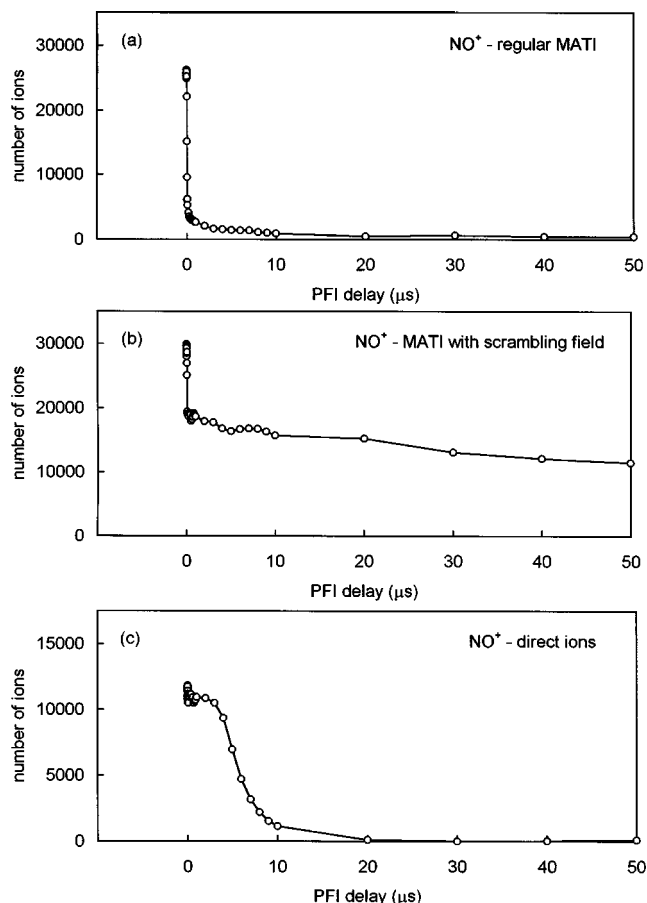 (a)
NO⁺ - regular MATI
number of ions
30000
20000
10000
0
0 10 20 30 40 50
PFI delay (μs)
(b)
NO⁺ - MATI with scrambling field
number of ions
30000
20000
10000
0
0 10 20 30 40 50
PFI delay (μs)
(c)
NO⁺ - direct ions
number of ions
15000
10000
5000
0
0 10 20 30 40 50
PFI delay (μs)